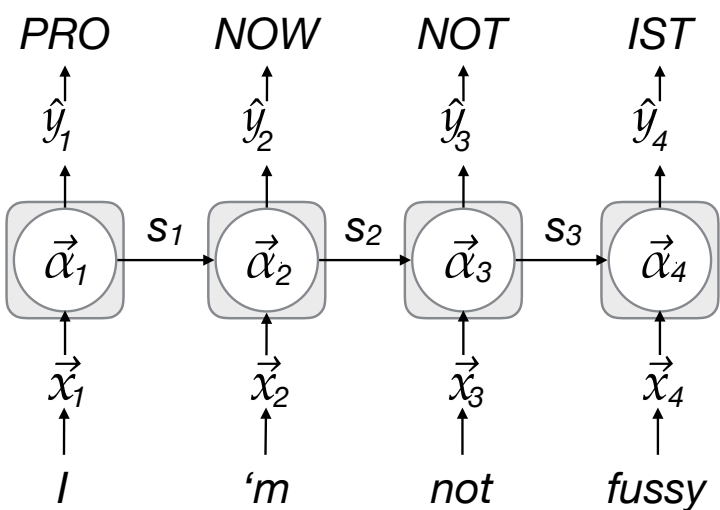 PRO NOW NOT IST
ŷ1 ŷ2 ŷ3 ŷ4
s1 s2 s3
α⃗1 α⃗2 α⃗3 α⃗4
x⃗1 x⃗2 x⃗3 x⃗4
I ‘m not fussy